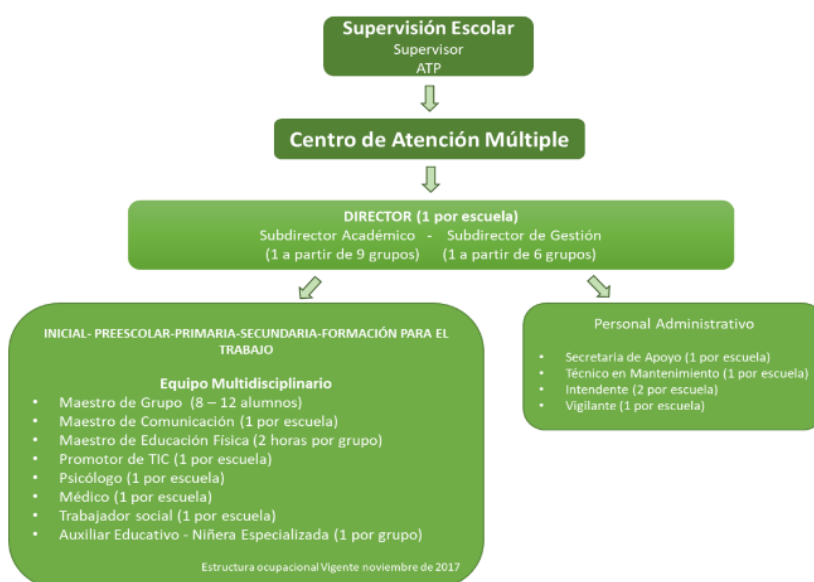 Supervisión Escolar
Supervisor
ATP
Centro de Atención Múltiple
DIRECTOR (1 por escuela)
Subdirector Académico - Subdirector de Gestión
(1 a partir de 9 grupos) (1 a partir de 6 grupos)
INICIAL- PREESCOLAR-PRIMARIA-SECUNDARIA-FORMACIÓN PARA EL
TRABAJO
Equipo Multidisciplinario
• Maestro de Grupo (8 – 12 alumnos)
• Maestro de Comunicación (1 por escuela)
• Maestro de Educación Física (2 horas por grupo)
• Promotor de TIC (1 por escuela)
• Psicólogo (1 por escuela)
• Médico (1 por escuela)
• Trabajador social (1 por escuela)
• Auxiliar Educativo - Niñera Especializada (1 por grupo)
Estructura ocupacional Vigente noviembre de 2017
Personal Administrativo
• Secretaria de Apoyo (1 por escuela)
• Técnico en Mantenimiento (1 por escuela)
• Intendente (2 por escuela)
• Vigilante (1 por escuela)